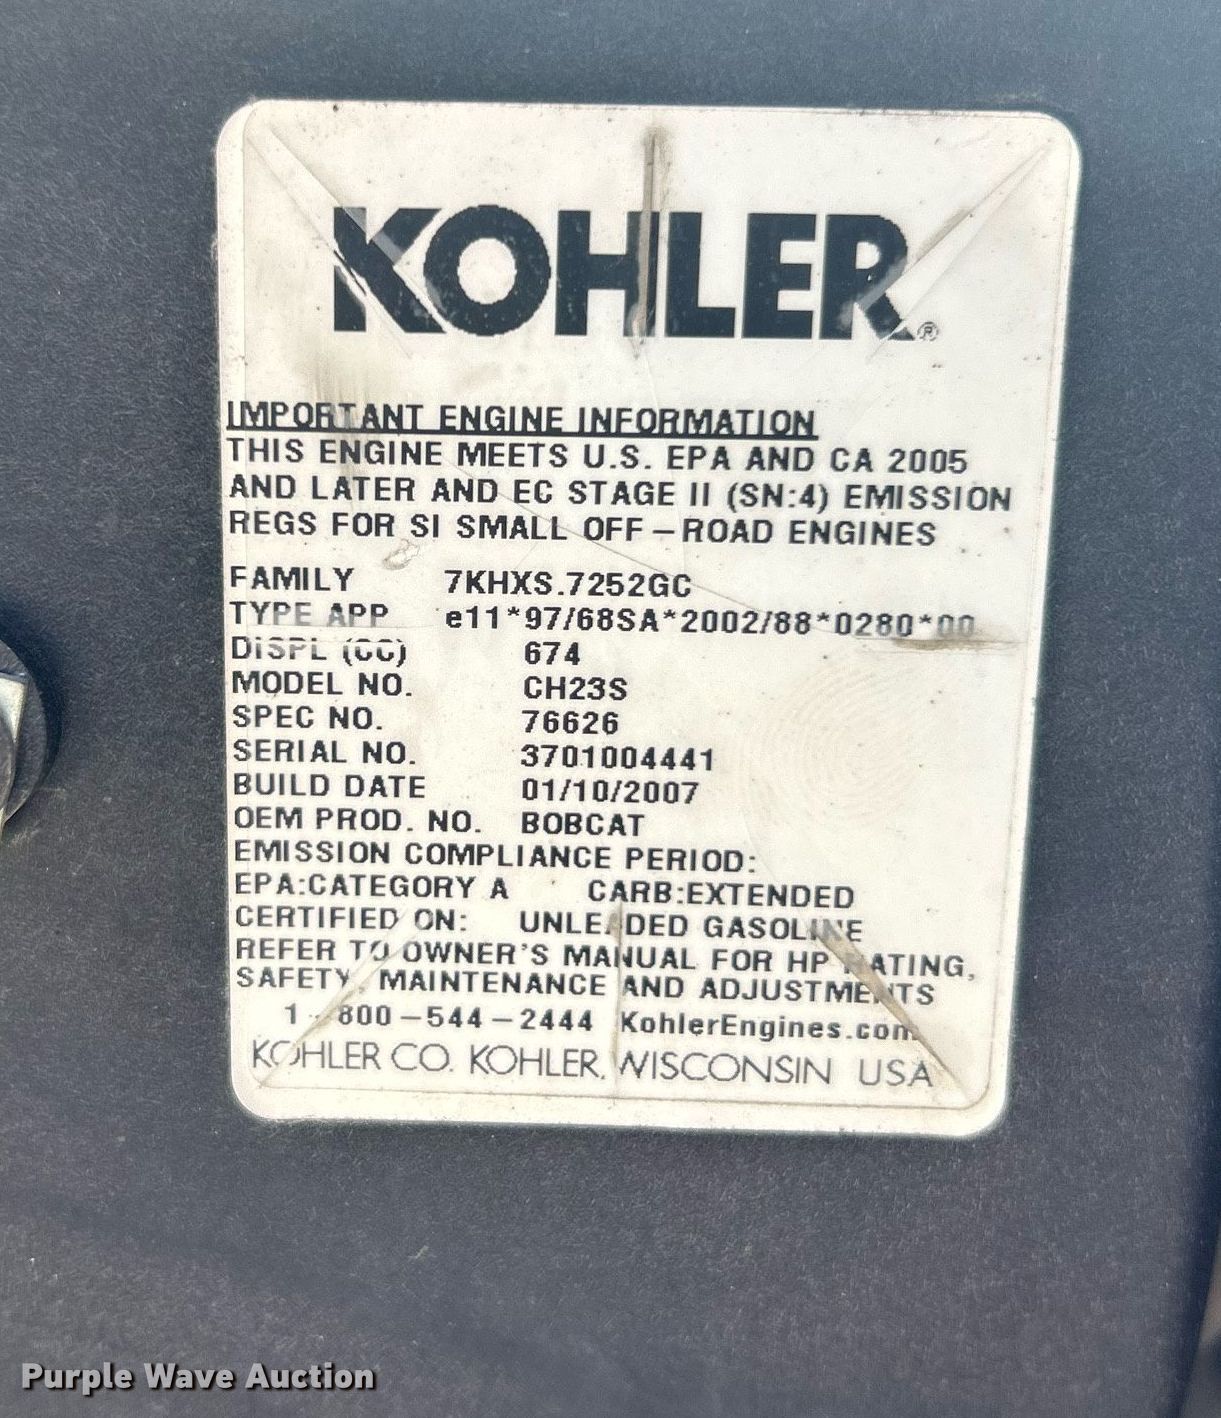 KOHLER®
IMPORTANT ENGINE INFORMATION
THIS ENGINE MEETS U.S. EPA AND CA 2005
AND LATER AND EC STAGE II (SN:4) EMISSION
REGS FOR SI SMALL OFF-ROAD ENGINES
FAMILY 7KHXS.7252GC
TYPE APP e11*97/68SA*2002/88*0280*00
DISPL (CC) 674
MODEL NO. CH23S
SPEC NO. 76626
SERIAL NO. 3701004441
BUILD DATE 01/10/2007
OEM PROD. NO. BOBCAT
EMISSION COMPLIANCE PERIOD:
EPA:CATEGORY A CARB:EXTENDED
CERTIFIED ON: UNLEADED GASOLINE
REFER TO OWNER'S MANUAL FOR HP RATING,
SAFETY, MAINTENANCE AND ADJUSTMENTS
1-800-544-2444 KohlerEngines.com
KOHLER CO. KOHLER, WISCONSIN USA
Purple Wave Auction